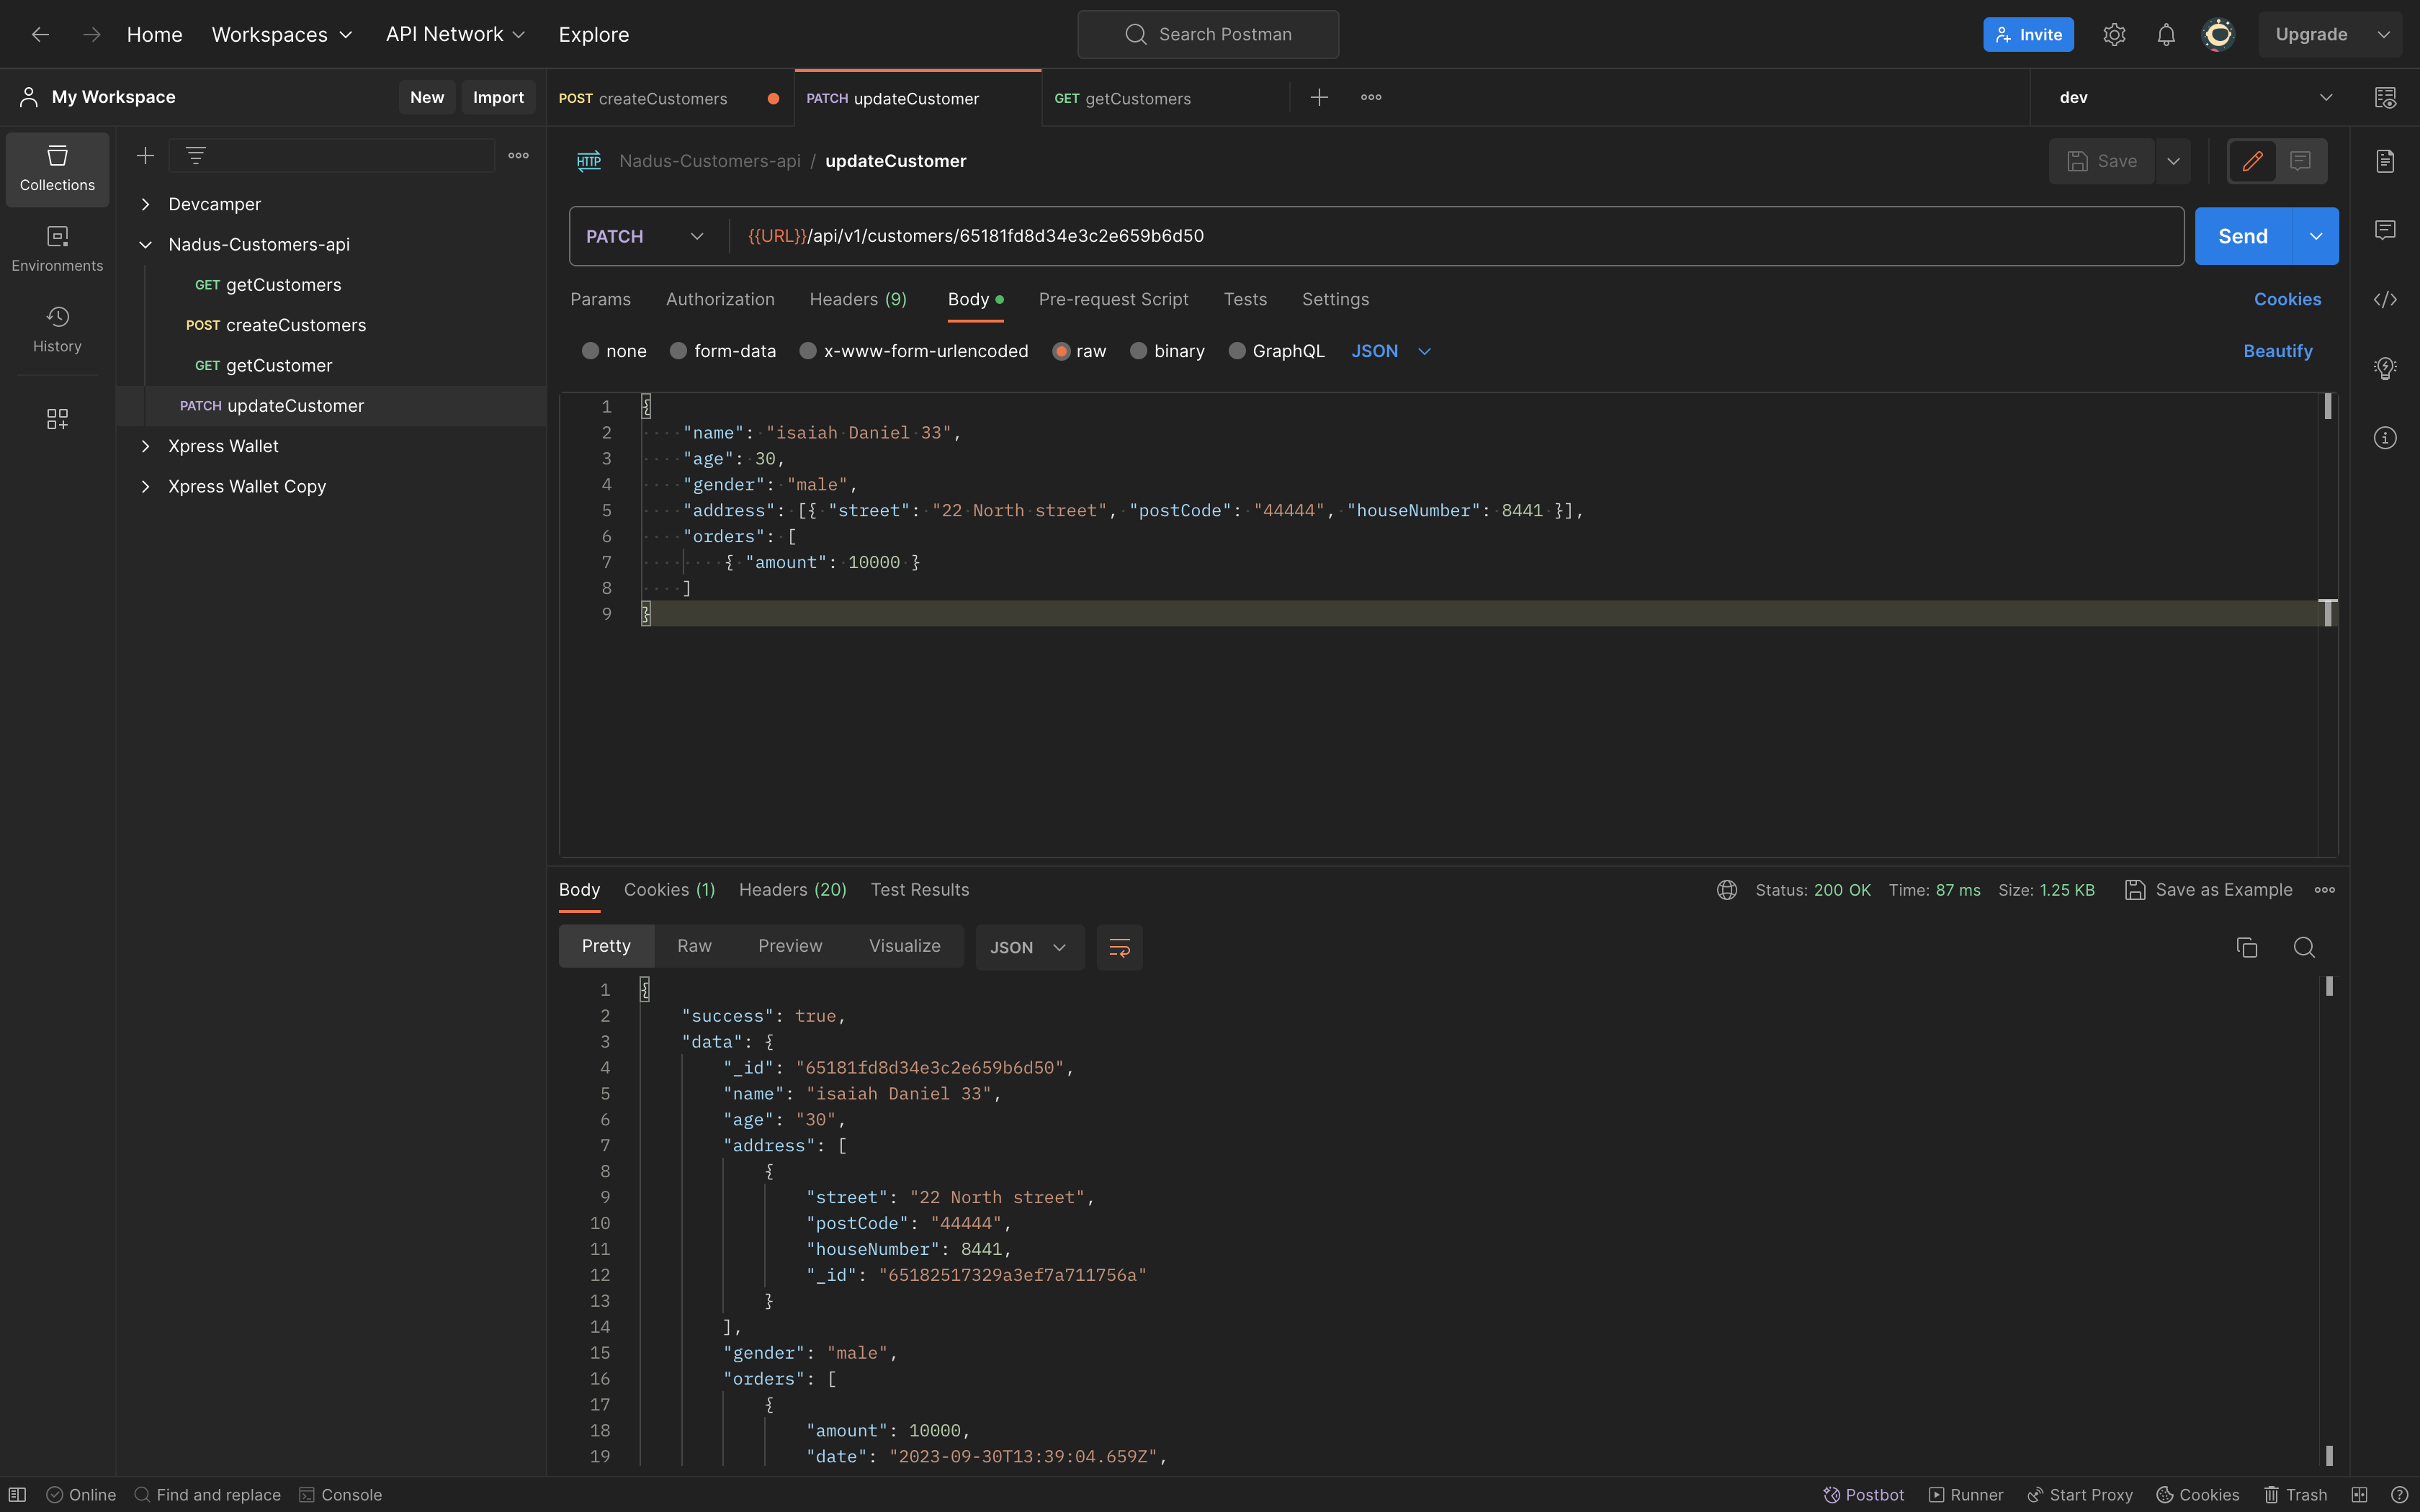 Home Workspaces API Network Explore Search Postman Invite Upgrade
My Workspace New Import POST createCustomers PATCH updateCustomer GET getCustomers dev
Collections
Environments
History
Devcamper
Nadus-Customers-api
GET getCustomers
POST createCustomers
GET getCustomer
PATCH updateCustomer
Xpress Wallet
Xpress Wallet Copy
HTTP Nadus-Customers-api / updateCustomer Save
PATCH {{URL}}/api/v1/customers/65181fd8d34e3c2e659b6d50 Send
Params Authorization Headers (9) Body Pre-request Script Tests Settings Cookies
none form-data x-www-form-urlencoded raw binary GraphQL JSON Beautify
1 {
2 "name": "isaiah Daniel 33",
3 "age": 30,
4 "gender": "male",
5 "address": [{ "street": "22 North street", "postCode": "44444", "houseNumber": 8441 }],
6 "orders": [
7 { "amount": 10000 }
8 ]
9 }
Body Cookies (1) Headers (20) Test Results Status: 200 OK Time: 87 ms Size: 1.25 KB Save as Example
Pretty Raw Preview Visualize JSON
1 {
2 "success": true,
3 "data": {
4 "_id": "65181fd8d34e3c2e659b6d50",
5 "name": "isaiah Daniel 33",
6 "age": "30",
7 "address": [
8 {
9 "street": "22 North street",
10 "postCode": "44444",
11 "houseNumber": 8441,
12 "_id": "65182517329a3ef7a711756a"
13 }
14 ],
15 "gender": "male",
16 "orders": [
17 {
18 "amount": 10000,
19 "date": "2023-09-30T13:39:04.659Z",
Online Find and replace Console Postbot Runner Start Proxy Cookies Trash